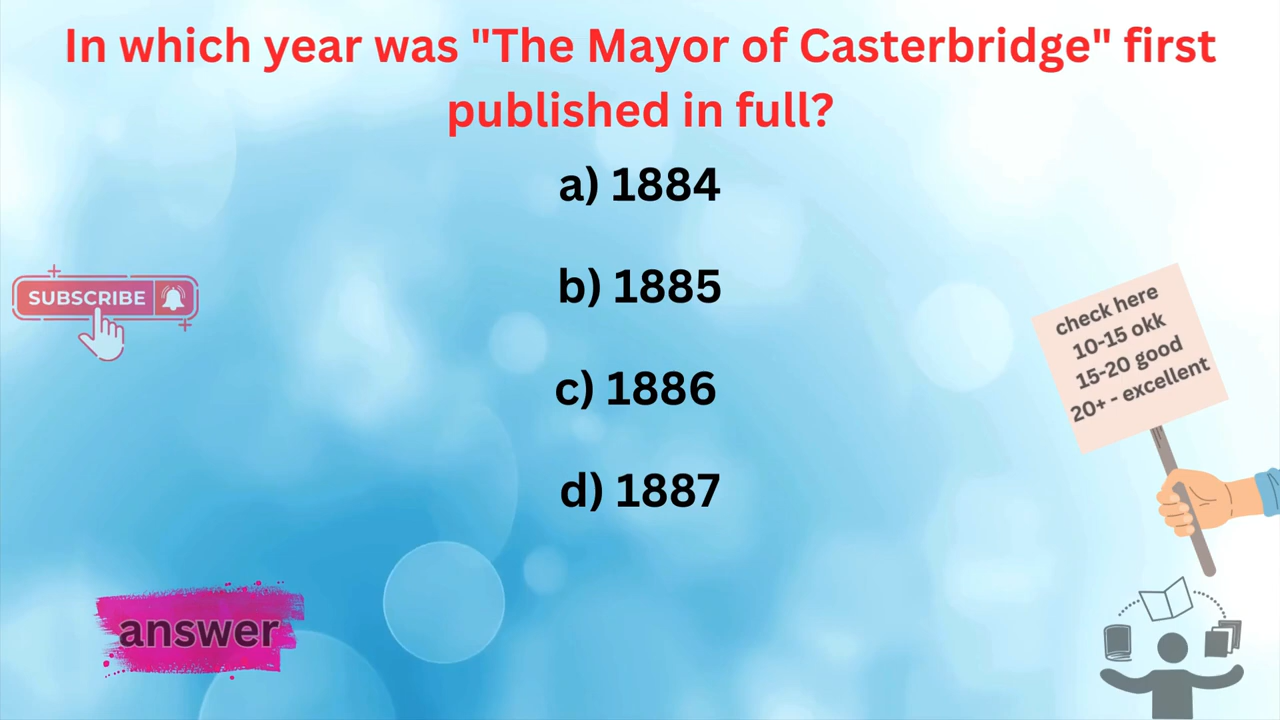 In which year was "The Mayor of Casterbridge" first
published in full?
a) 1884
b) 1885
SUBSCRIBE
c) 1886
d) 1887
check here
10-15 okk
15-20 good
20+ - excellent
answer